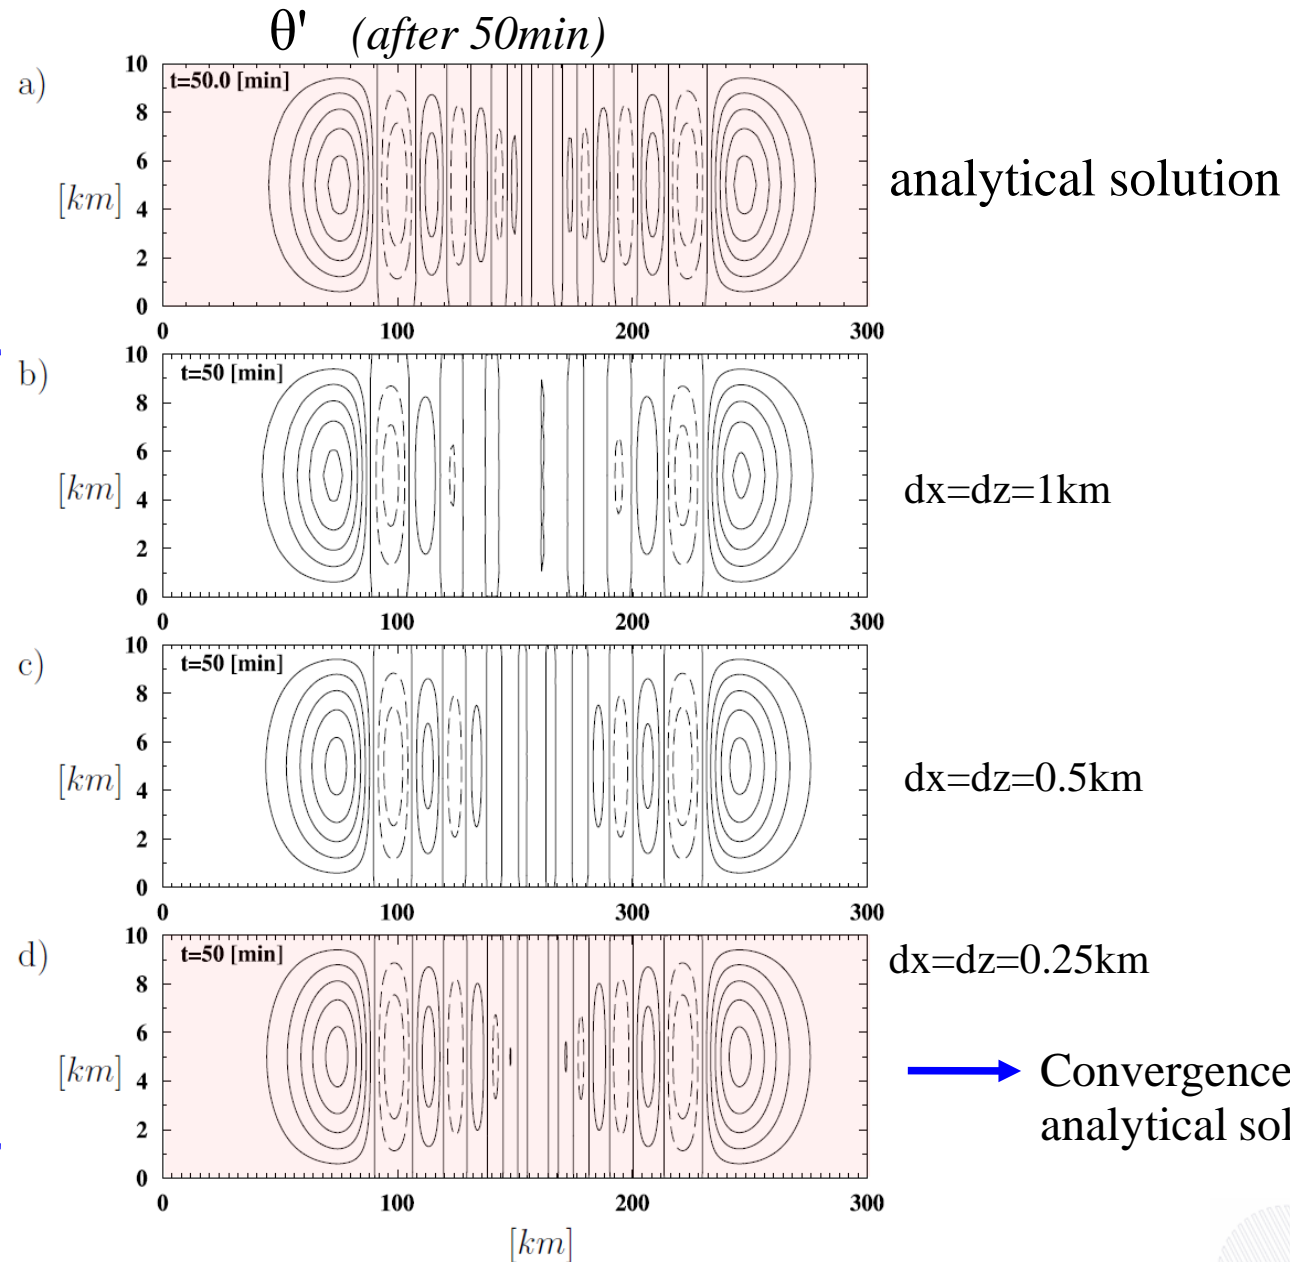 θ' (after 50min)
a)
10
t=50.0 [min]
8
6
analytical solution
[km]
4
2
0
0 100 200 300
b)
10
t=50 [min]
8
6
[km]
dx=dz=1km
4
2
0
0 100 200 300
c)
10
t=50 [min]
8
6
[km]
dx=dz=0.5km
4
2
0
0 100 200 300
d)
10
t=50 [min]
dx=dz=0.25km
8
6
[km]
4
Convergence
analytical sol
2
0
0 100 200 300
[km]